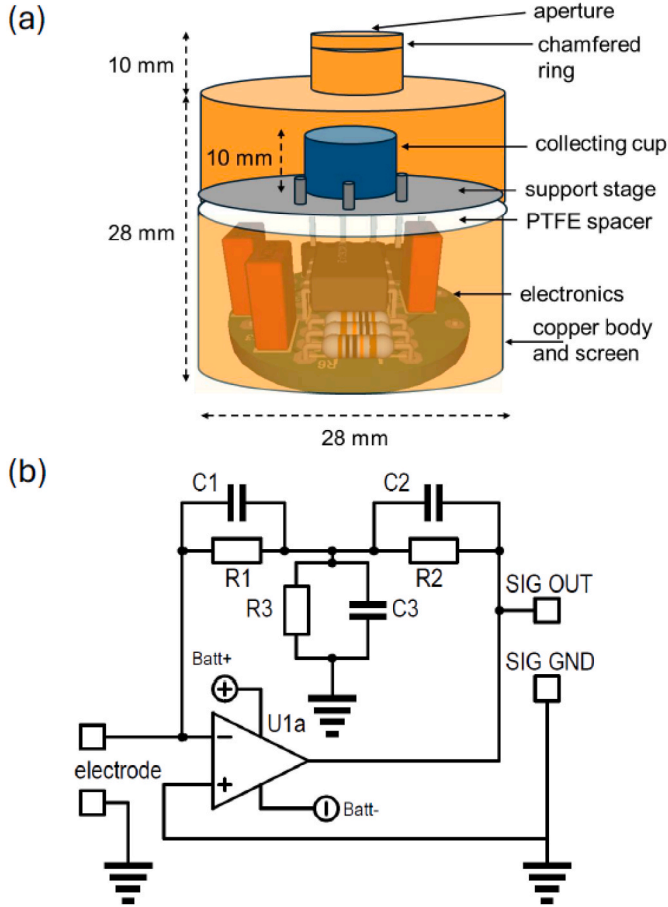 (a)
aperture
chamfered
ring
10 mm
10 mm
collecting cup
support stage
PTFE spacer
28 mm
electronics
copper body
and screen
28 mm
R6
(b)
C1
C2
R1
R2
R3
C3
SIG OUT
SIG GND
Batt+
U1a
electrode
Batt-